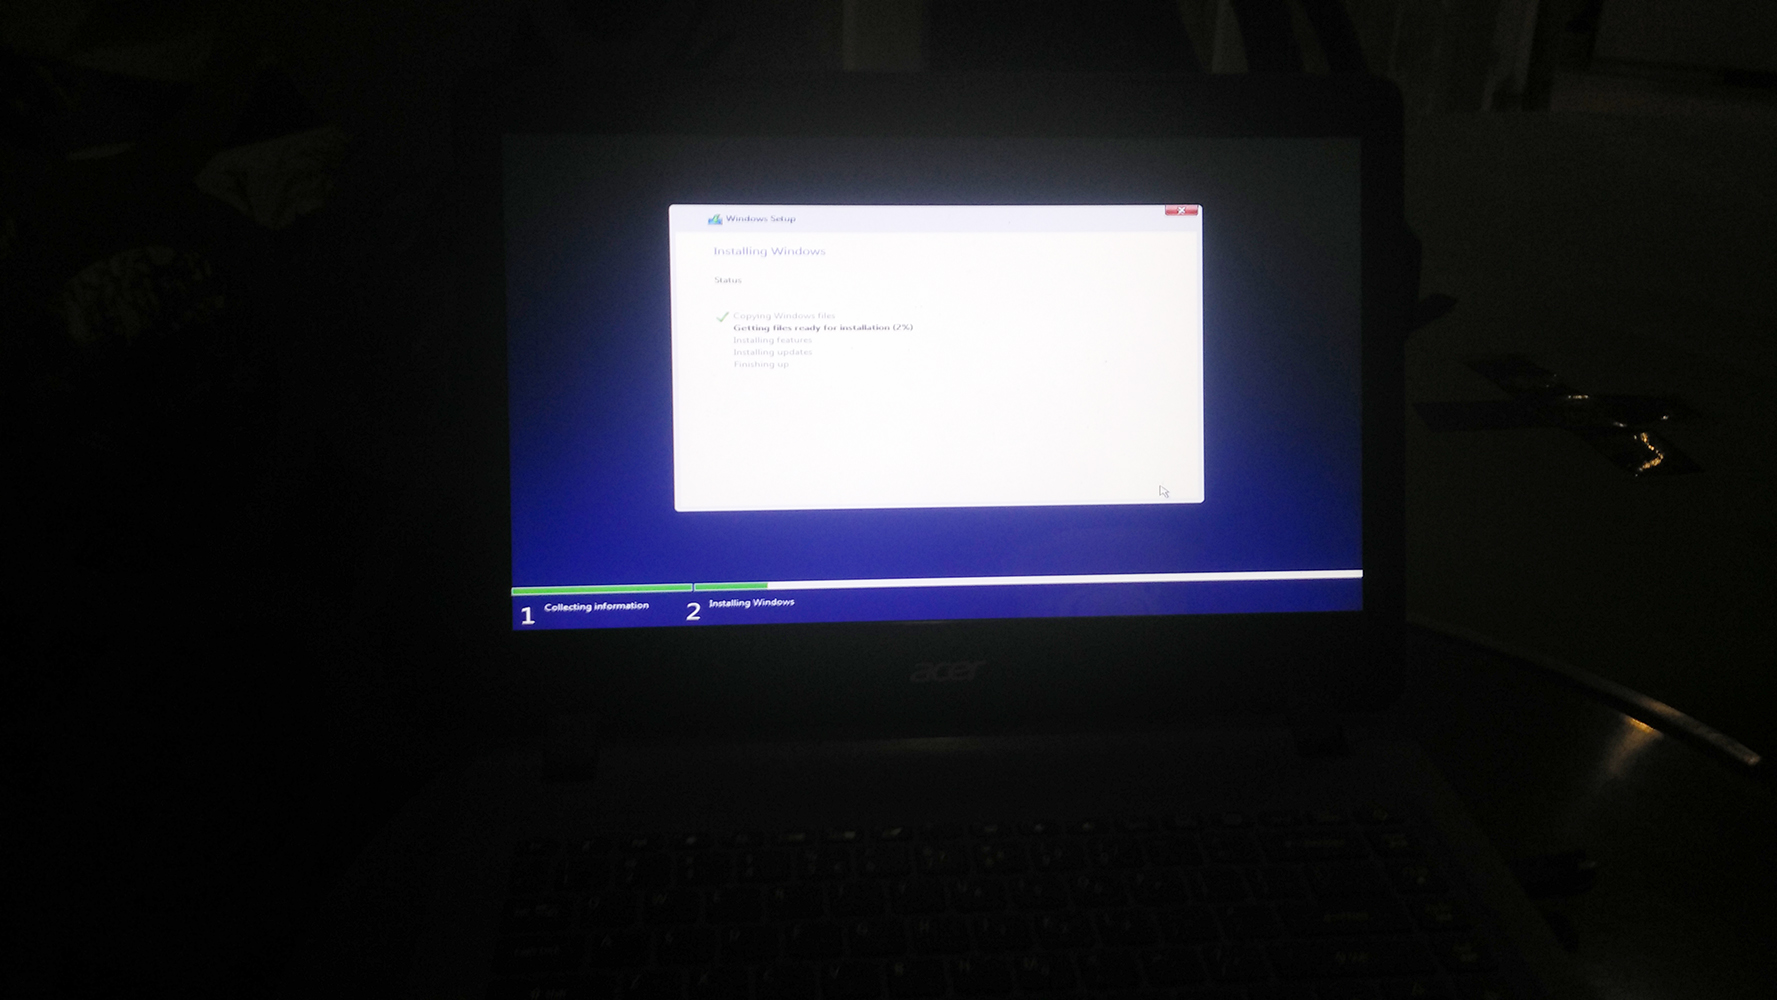 Windows Setup
Installing Windows
Status
Copying Windows files
Getting files ready for installation (2%)
Installing features
Installing updates
Finishing up
1 Collecting information
2 Installing Windows
acer